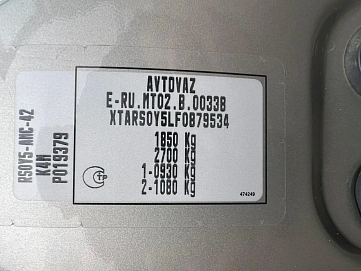 AVTOVAZ
E-RU.MT02.B.00338
XTARS0Y5LF0879534
1850 Kg
2700 Kg
1-0930 Kg
2-1080 Kg
474249
RS0Y5-AMC-42
K4M
P019379